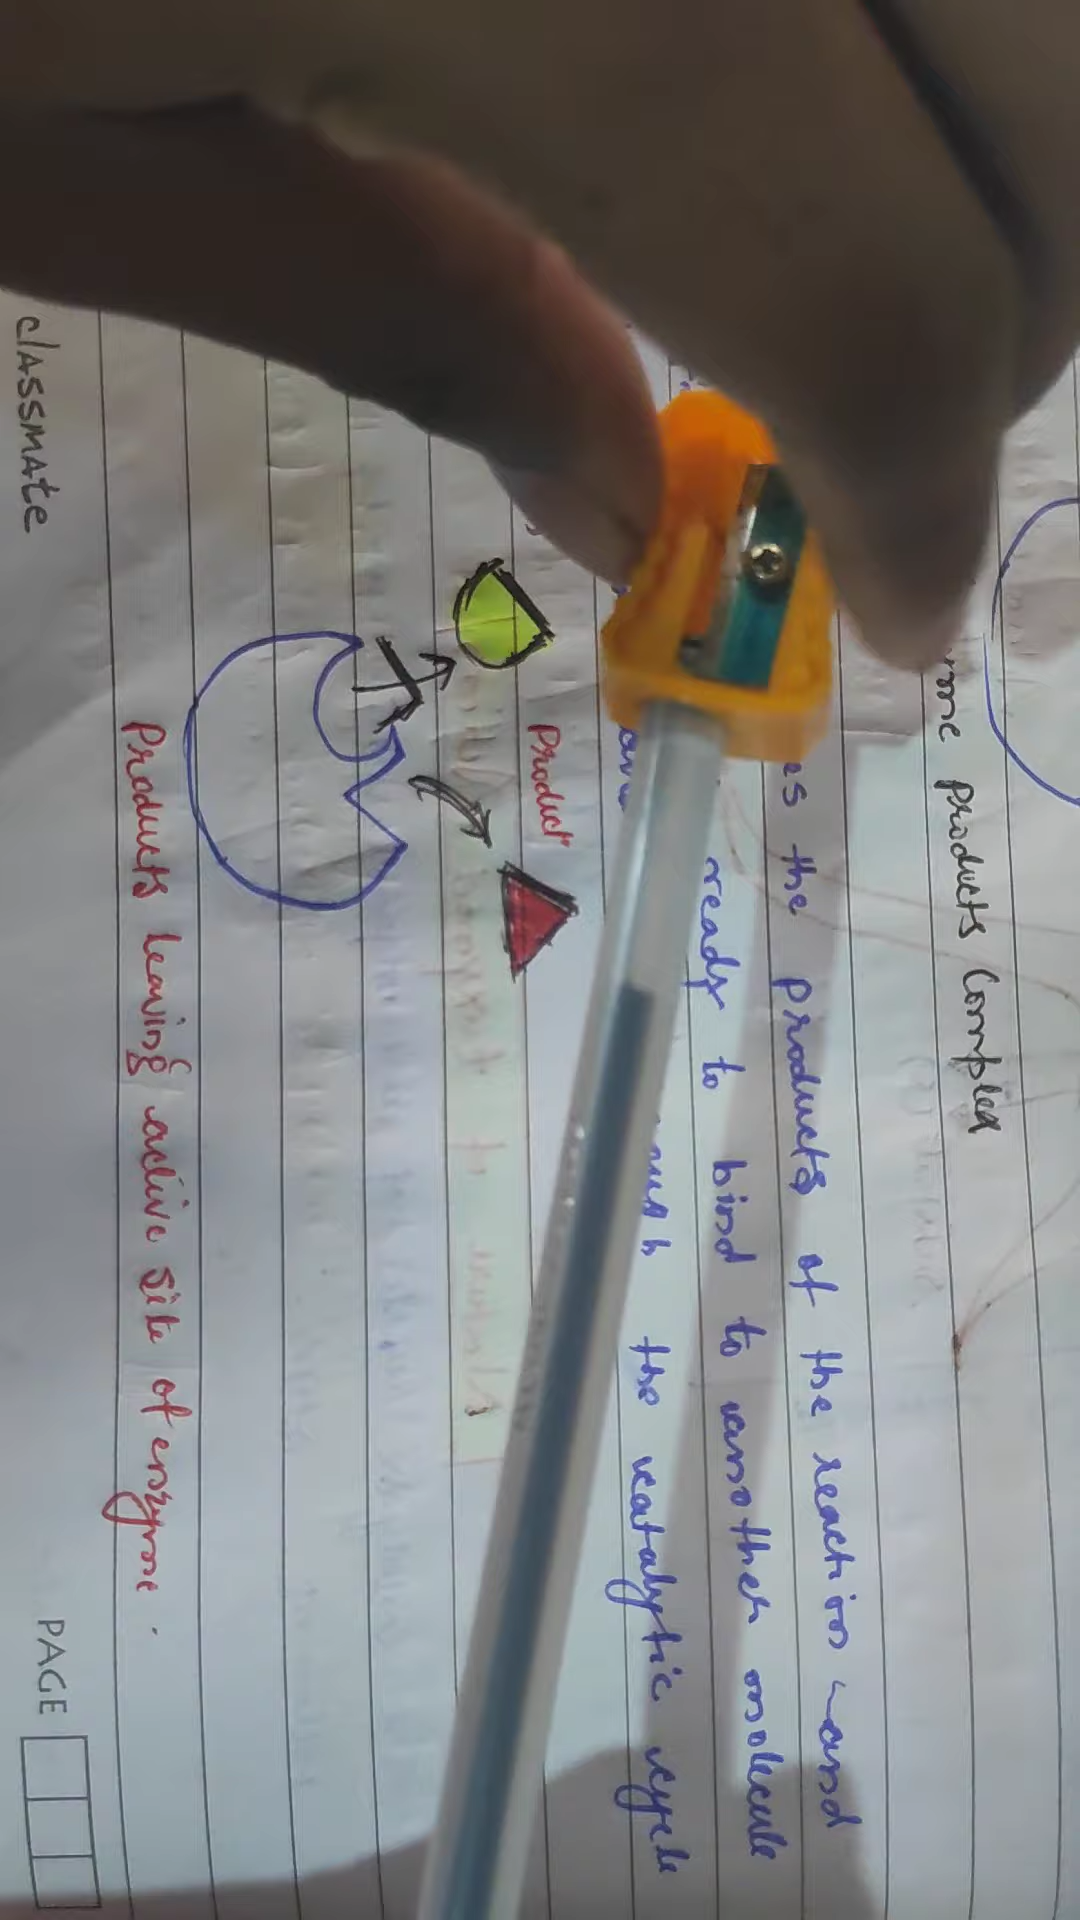 products complex
the products of the reaction and
ready to bind to another molecule
the catalytic cycle
Product
Products leaving active site of enzyme.
classmate
PAGE